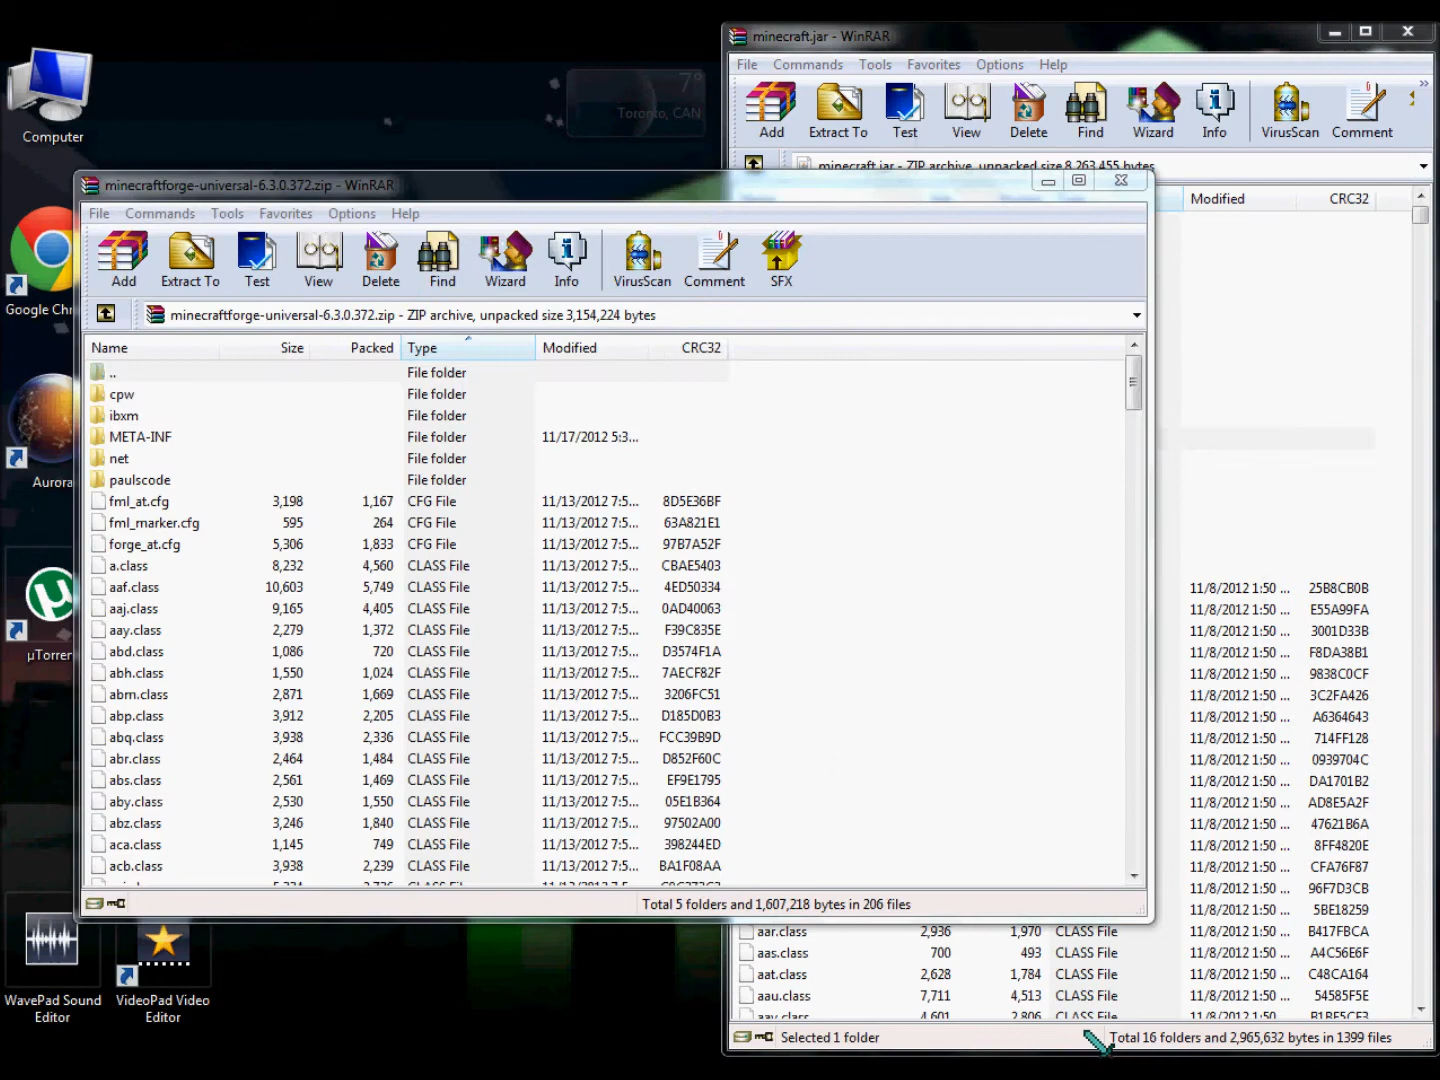 Computer
Google Chr
Aurora
µTorren
WavePad Sound
Editor
VideoPad Video
Editor
7°
Toronto, CAN
minecraft.jar - WinRAR
File Commands Tools Favorites Options Help
Add Extract To Test View Delete Find Wizard Info VirusScan Comment
minecraft.jar - ZIP archive, unpacked size 8,263,455 bytes
Modified CRC32
minecraftforge-universal-6.3.0.372.zip - WinRAR
File Commands Tools Favorites Options Help
Add Extract To Test View Delete Find Wizard Info VirusScan Comment SFX
minecraftforge-universal-6.3.0.372.zip - ZIP archive, unpacked size 3,154,224 bytes
Name Size Packed Type Modified CRC32
.. File folder
cpw File folder
ibxm File folder
META-INF File folder 11/17/2012 5:3...
net File folder
paulscode File folder
fml_at.cfg 3,198 1,167 CFG File 11/13/2012 7:5... 8D5E36BF
fml_marker.cfg 595 264 CFG File 11/13/2012 7:5... 63A821E1
forge_at.cfg 5,306 1,833 CFG File 11/13/2012 7:5... 97B7A52F
a.class 8,232 4,560 CLASS File 11/13/2012 7:5... CBAE5403
aaf.class 10,603 5,749 CLASS File 11/13/2012 7:5... 4ED50334
aaj.class 9,165 4,405 CLASS File 11/13/2012 7:5... 0AD40063
aay.class 2,279 1,372 CLASS File 11/13/2012 7:5... F39C835E
abd.class 1,086 720 CLASS File 11/13/2012 7:5... D3574F1A
abh.class 1,550 1,024 CLASS File 11/13/2012 7:5... 7AECF82F
abm.class 2,871 1,669 CLASS File 11/13/2012 7:5... 3206FC51
abp.class 3,912 2,205 CLASS File 11/13/2012 7:5... D185D0B3
abq.class 3,938 2,336 CLASS File 11/13/2012 7:5... FCC39B9D
abr.class 2,464 1,484 CLASS File 11/13/2012 7:5... D852F60C
abs.class 2,561 1,469 CLASS File 11/13/2012 7:5... EF9E1795
aby.class 2,530 1,550 CLASS File 11/13/2012 7:5... 05E1B364
abz.class 3,246 1,840 CLASS File 11/13/2012 7:5... 97502A00
aca.class 1,145 749 CLASS File 11/13/2012 7:5... 398244ED
acb.class 3,938 2,239 CLASS File 11/13/2012 7:5... BA1F08AA
Total 5 folders and 1,607,218 bytes in 206 files
11/8/2012 1:50 ... 25B8CB0B
11/8/2012 1:50 ... E55A99FA
11/8/2012 1:50 ... 3001D33B
11/8/2012 1:50 ... F8DA38B1
11/8/2012 1:50 ... 9838C0CF
11/8/2012 1:50 ... 3C2FA426
11/8/2012 1:50 ... A6364643
11/8/2012 1:50 ... 714FF128
11/8/2012 1:50 ... 0939704C
11/8/2012 1:50 ... DA1701B2
11/8/2012 1:50 ... AD8E5A2F
11/8/2012 1:50 ... 47621B6A
11/8/2012 1:50 ... 8FF4820E
11/8/2012 1:50 ... CFA76F87
11/8/2012 1:50 ... 96F7D3CB
11/8/2012 1:50 ... 5BE18259
aar.class 2,936 1,970 CLASS File 11/8/2012 1:50 ... B417FBCA
aas.class 700 493 CLASS File 11/8/2012 1:50 ... A4C56E6F
aat.class 2,628 1,784 CLASS File 11/8/2012 1:50 ... C48CA164
aau.class 7,711 4,513 CLASS File 11/8/2012 1:50 ... 54585F5E
aav.class 4,601 2,806 CLASS File 11/8/2012 1:50 ...
Selected 1 folder Total 16 folders and 2,965,632 bytes in 1399 files